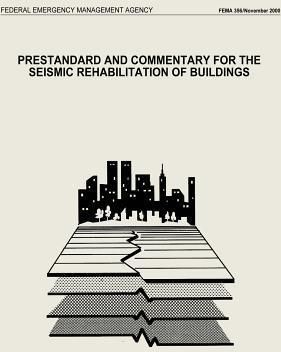 FEDERAL EMERGENCY MANAGEMENT AGENCY
FEMA 356/November 2000
PRESTANDARD AND COMMENTARY FOR THE
SEISMIC REHABILITATION OF BUILDINGS